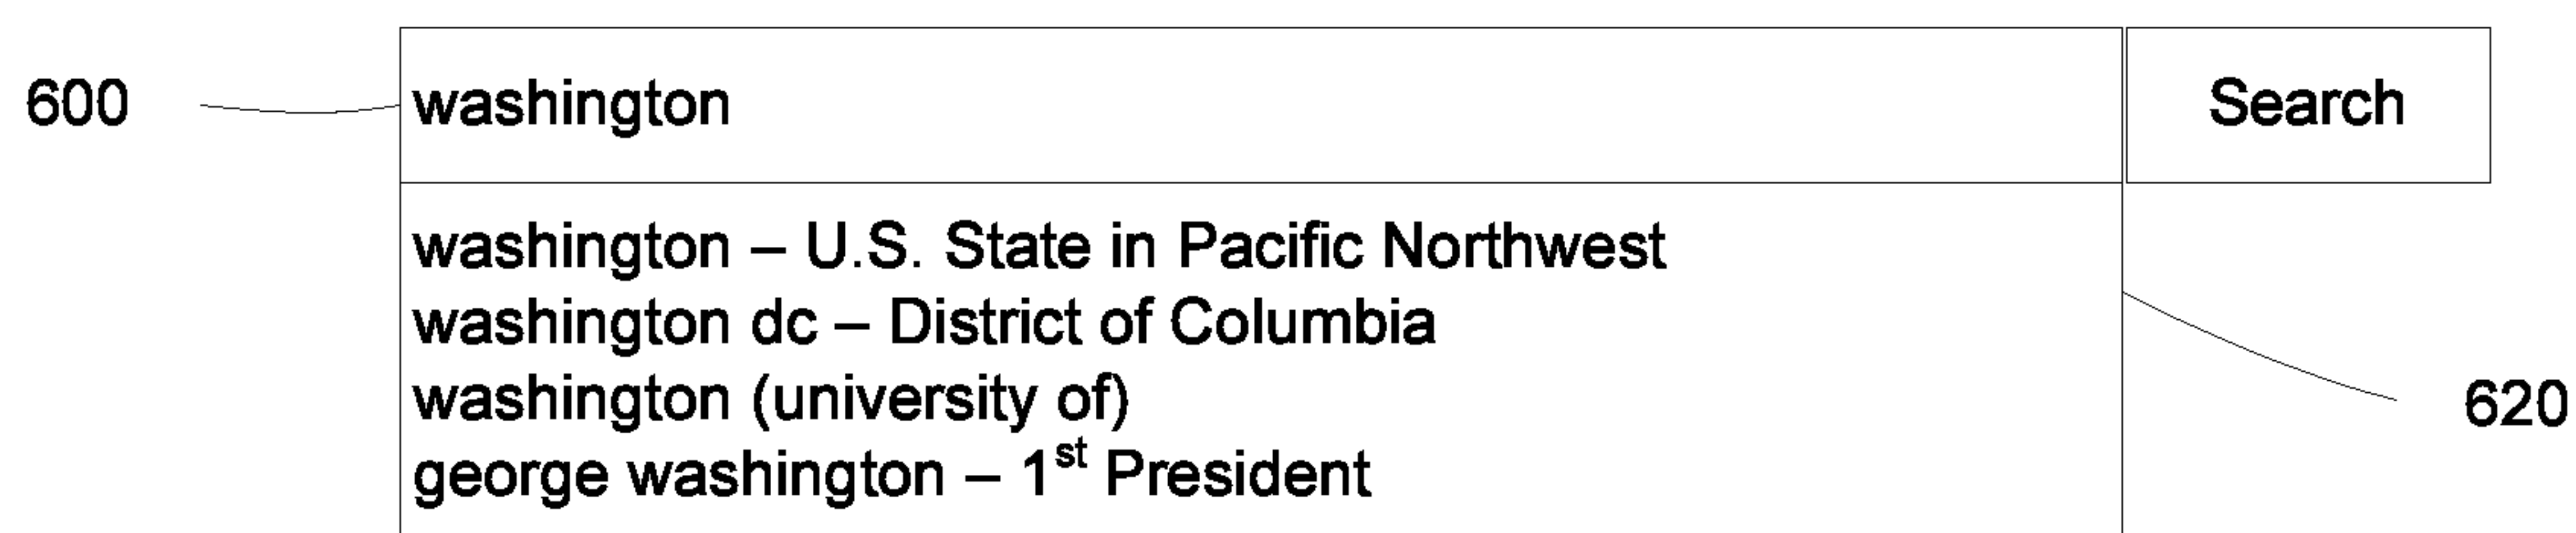 600 washington Search
washington – U.S. State in Pacific Northwest
washington dc – District of Columbia
washington (university of)
620
george washington – 1st President